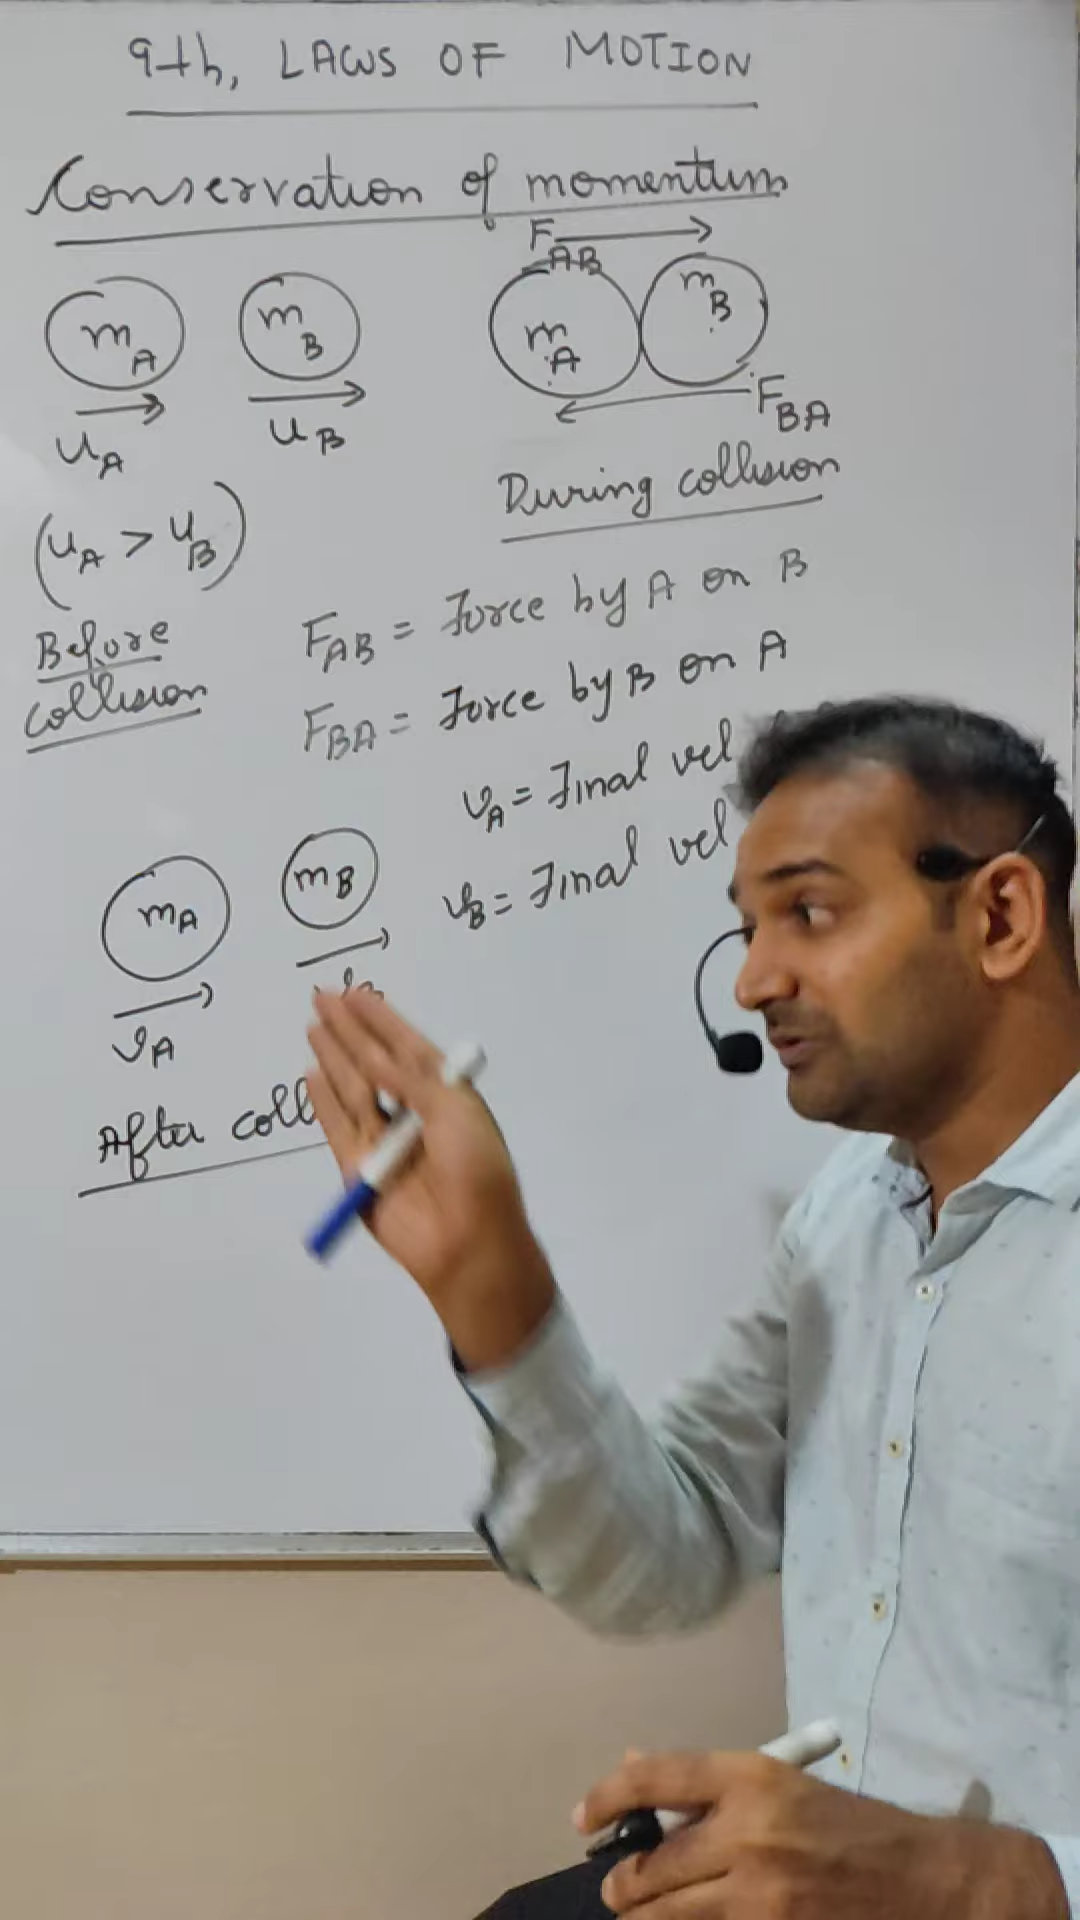 9th, LAWS OF MOTION
Conservation of momentum
mA
mB
uA
uB
(uA > uB)
Before
collision
FAB
mA
mB
FBA
During collision
FAB = Force by A on B
FBA = Force by B on A
vA = Final vel
vB = Final vel
mA
mB
vA
After